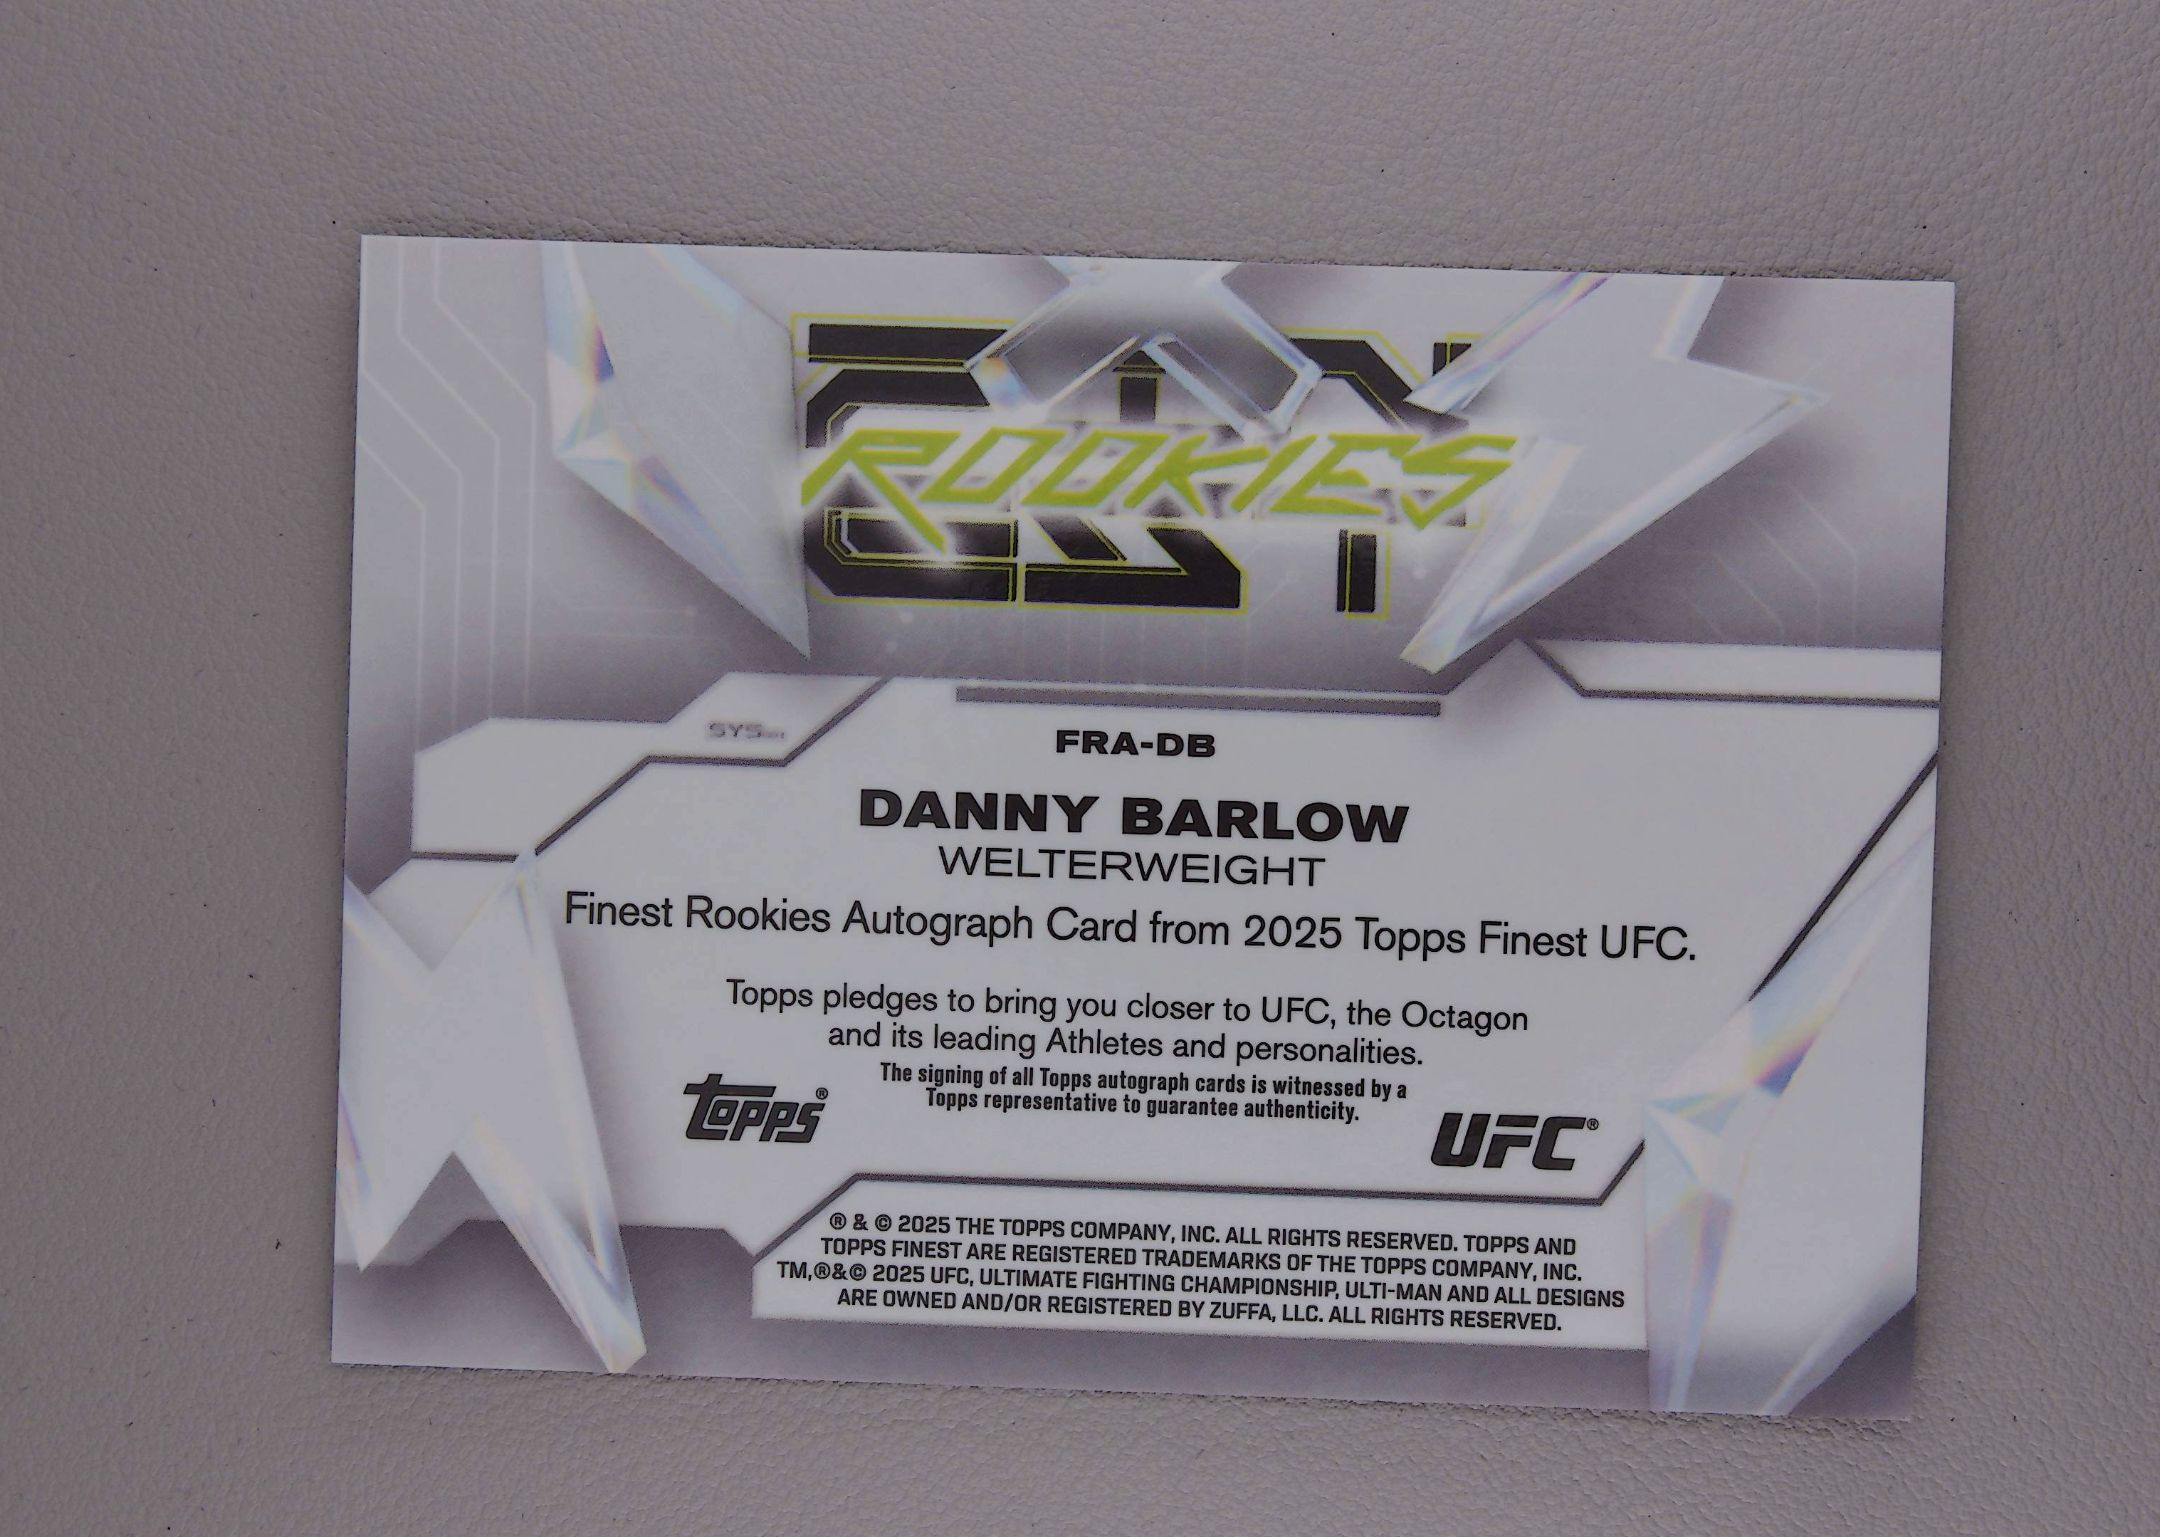 ROOKIES
FRA-DB
DANNY BARLOW
WELTERWEIGHT
Finest Rookies Autograph Card from 2025 Topps Finest UFC.
Topps pledges to bring you closer to UFC, the Octagon
and its leading Athletes and personalities.
The signing of all Topps autograph cards is witnessed by a
Topps representative to guarantee authenticity.
Topps®
UFC®
® & © 2025 THE TOPPS COMPANY, INC. ALL RIGHTS RESERVED. TOPPS AND
TOPPS FINEST ARE REGISTERED TRADEMARKS OF THE TOPPS COMPANY, INC.
TM,®&© 2025 UFC, ULTIMATE FIGHTING CHAMPIONSHIP, ULTI-MAN AND ALL DESIGNS
ARE OWNED AND/OR REGISTERED BY ZUFFA, LLC. ALL RIGHTS RESERVED.